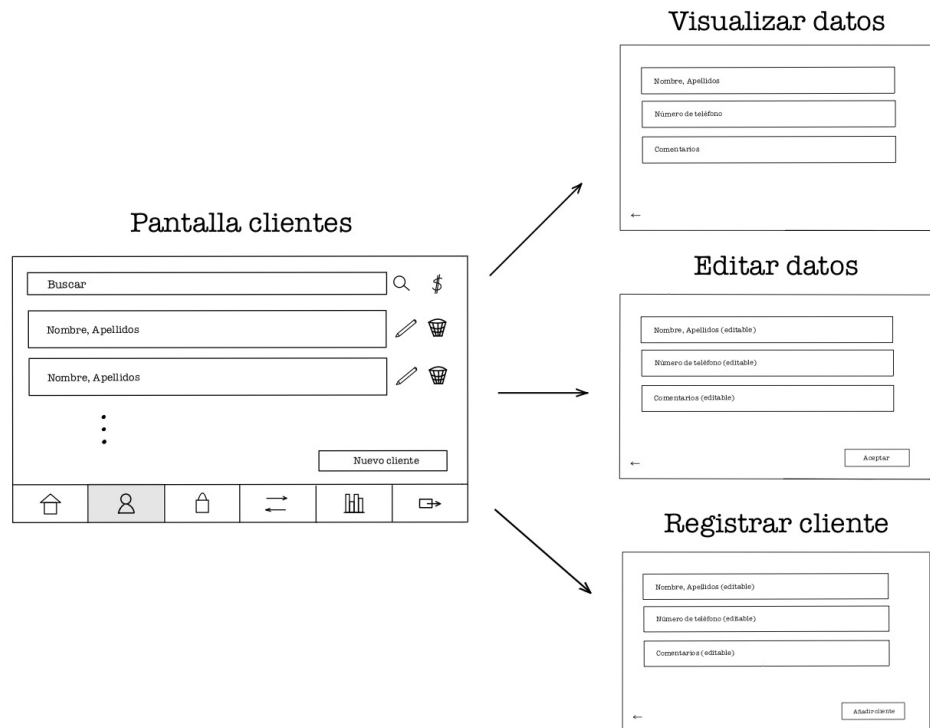 Pantalla clientes
Buscar
$
Nombre, Apellidos
Nombre, Apellidos
Nuevo cliente
Visualizar datos
Nombre, Apellidos
Número de teléfono
Comentarios
Editar datos
Nombre, Apellidos (editable)
Número de teléfono (editable)
Comentarios (editable)
Aceptar
Registrar cliente
Nombre, Apellidos (editable)
Número de teléfono (editable)
Comentarios (editable)
Añadir cliente